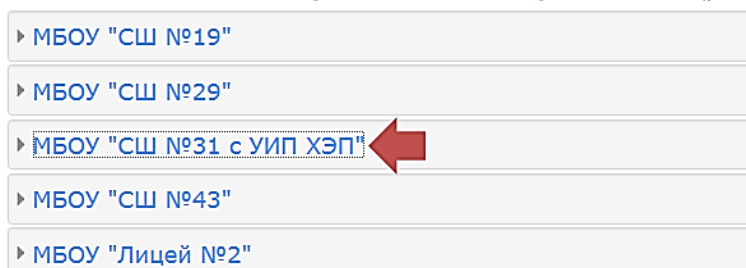 МБОУ "СШ №19"
МБОУ "СШ №29"
МБОУ "СШ №31 с УИП ХЭП"
МБОУ "СШ №43"
МБОУ "Лицей №2"